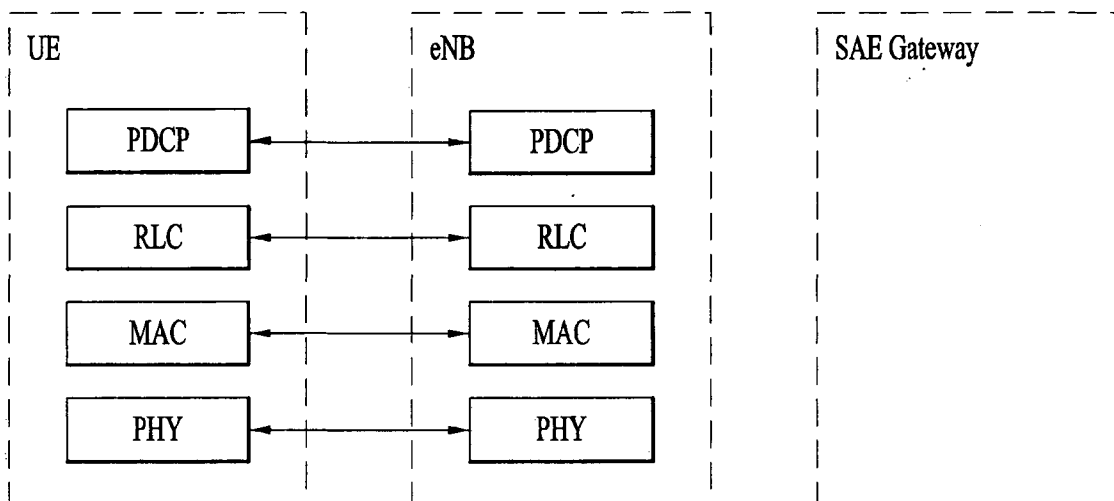 UE
eNB
SAE Gateway
PDCP
PDCP
RLC
RLC
MAC
MAC
PHY
PHY